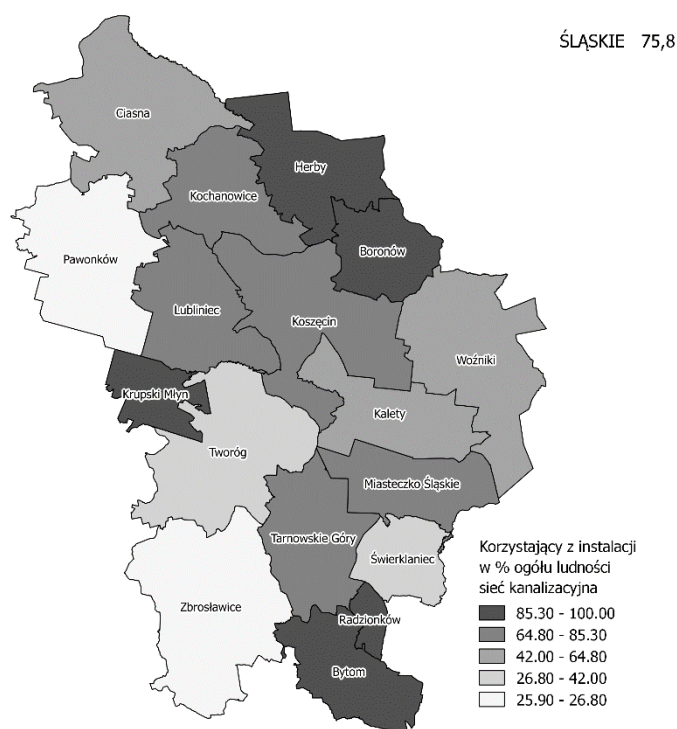 ŚLĄSKIE 75,8
Ciasna
Herby
Kochanowice
Boronów
Pawonków
Lubliniec
Koszęcin
Woźniki
Krupski Młyn
Kalety
Tworóg
Miasteczko Śląskie
Tarnowskie Góry
Świerklaniec
Zbrosławice
Radzionków
Bytom
Korzystający z instalacji
w % ogółu ludności
sieć kanalizacyjna
85.30 - 100.00
64.80 - 85.30
42.00 - 64.80
26.80 - 42.00
25.90 - 26.80